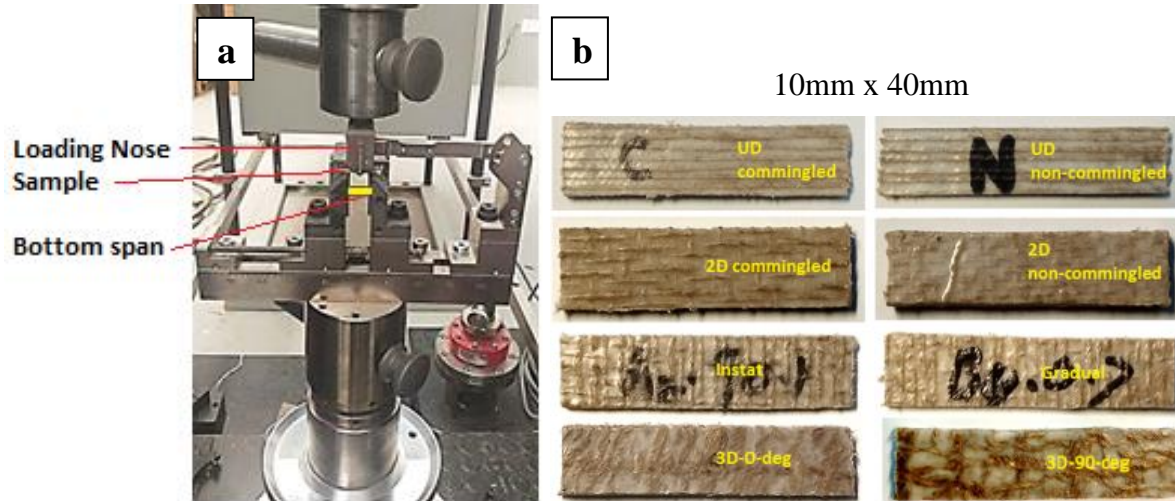 a
b
10mm x 40mm
Loading Nose
Sample
Bottom span
C
UD
commingled
N
UD
non-commingled
2D commingled
2D
non-commingled
Instat
Gradual
3D-0-deg
3D-90-deg